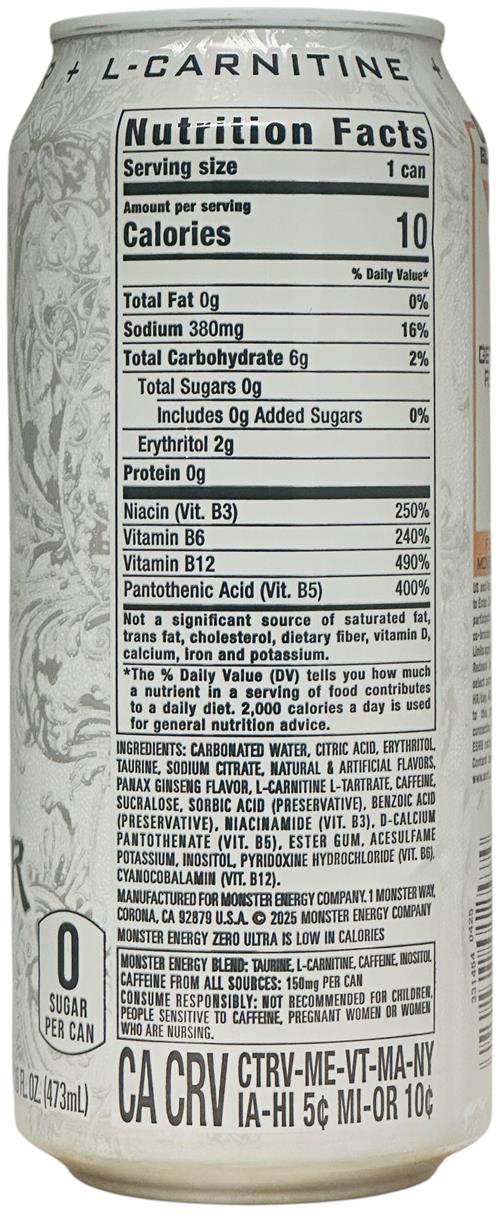 P + L-CARNITINE +
Nutrition Facts
Serving size 1 can
Amount per serving
Calories 10
% Daily Value*
Total Fat 0g 0%
Sodium 380mg 16%
Total Carbohydrate 6g 2%
Total Sugars 0g
Includes 0g Added Sugars 0%
Erythritol 2g
Protein 0g
Niacin (Vit. B3) 250%
Vitamin B6 240%
Vitamin B12 490%
Pantothenic Acid (Vit. B5) 400%
Not a significant source of saturated fat,
trans fat, cholesterol, dietary fiber, vitamin D,
calcium, iron and potassium.
*The % Daily Value (DV) tells you how much
a nutrient in a serving of food contributes
to a daily diet. 2,000 calories a day is used
for general nutrition advice.
INGREDIENTS: CARBONATED WATER, CITRIC ACID, ERYTHRITOL,
TAURINE, SODIUM CITRATE, NATURAL & ARTIFICIAL FLAVORS,
PANAX GINSENG FLAVOR, L-CARNITINE L-TARTRATE, CAFFEINE,
SUCRALOSE, SORBIC ACID (PRESERVATIVE), BENZOIC ACID
(PRESERVATIVE), NIACINAMIDE (VIT. B3), D-CALCIUM
PANTOTHENATE (VIT. B5), ESTER GUM, ACESULFAME
POTASSIUM, INOSITOL, PYRIDOXINE HYDROCHLORIDE (VIT. B6),
CYANOCOBALAMIN (VIT. B12).
MANUFACTURED FOR MONSTER ENERGY COMPANY. 1 MONSTER WAY,
CORONA, CA 92879 U.S.A. © 2025 MONSTER ENERGY COMPANY
MONSTER ENERGY ZERO ULTRA IS LOW IN CALORIES
MONSTER ENERGY BLEND: TAURINE, L-CARNITINE, CAFFEINE, INOSITOL
CAFFEINE FROM ALL SOURCES: 150mg PER CAN
CONSUME RESPONSIBLY: NOT RECOMMENDED FOR CHILDREN,
PEOPLE SENSITIVE TO CAFFEINE, PREGNANT WOMEN OR WOMEN
WHO ARE NURSING.
CA CRV
CTRV-ME-VT-MA-NY
IA-HI 5¢ MI-OR 10¢
0
SUGAR
PER CAN
FL. OZ. (473mL)
331454 0425